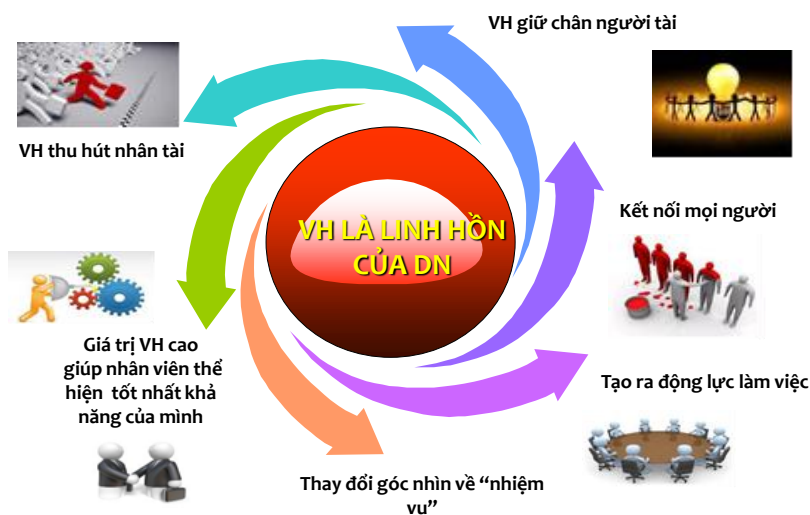 VH giữ chân người tài
VH thu hút nhân tài
Kết nối mọi người
VH LÀ LINH HỒN
CỦA DN
Giá trị VH cao
giúp nhân viên thể
hiện tốt nhất khả
năng của mình
Tạo ra động lực làm việc
Thay đổi góc nhìn về “nhiệm
vụ”